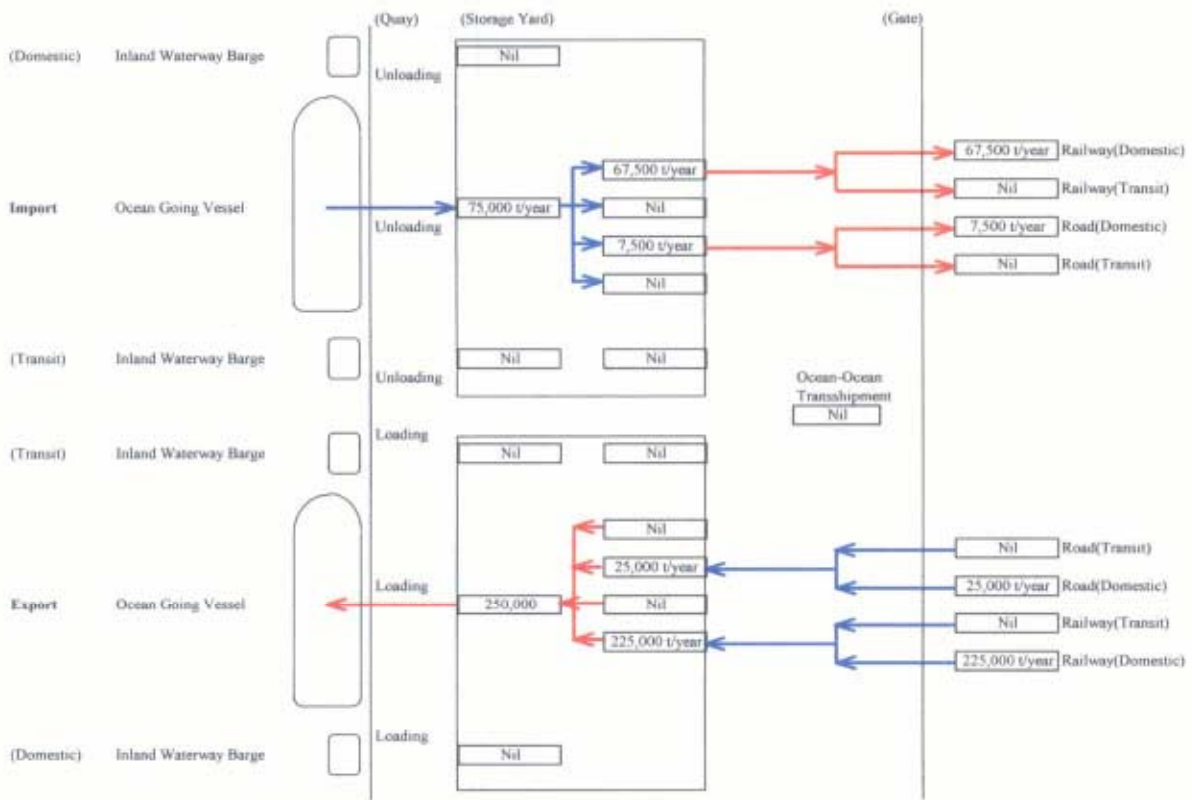 (Quay) (Storage Yard) (Gate)
(Domestic) Inland Waterway Barge Nil
Unloading
67,500 t/year Railway(Domestic)
67,500 t/year
Nil Railway(Transit)
Import Ocean Going Vessel 75,000 t/year Nil
Unloading
7,500 t/year Road(Domestic)
7,500 t/year
Nil Road(Transit)
Nil
(Transit) Inland Waterway Barge Nil Nil
Unloading
Ocean-Ocean
Transshipment
Nil
Loading
(Transit) Inland Waterway Barge Nil Nil
Nil
Nil Road(Transit)
25,000 t/year
Loading
25,000 t/year Road(Domestic)
Export Ocean Going Vessel 250,000 Nil
Nil Railway(Transit)
225,000 t/year
225,000 t/year Railway(Domestic)
Loading
(Domestic) Inland Waterway Barge Nil